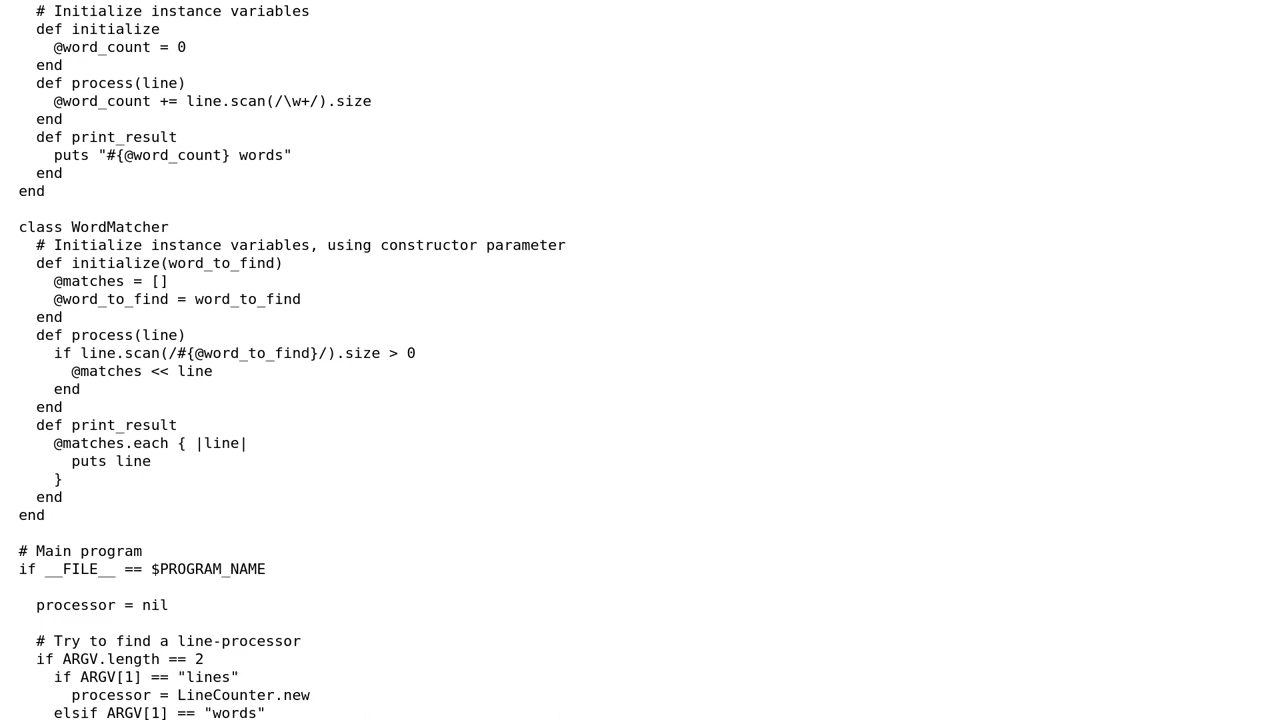 # Initialize instance variables
  def initialize
    @word_count = 0
  end
  def process(line)
    @word_count += line.scan(/\w+/).size
  end
  def print_result
    puts "#{@word_count} words"
  end
end

class WordMatcher
  # Initialize instance variables, using constructor parameter
  def initialize(word_to_find)
    @matches = []
    @word_to_find = word_to_find
  end
  def process(line)
    if line.scan(/#{@word_to_find}/).size > 0
      @matches << line
    end
  end
  def print_result
    @matches.each { |line|
      puts line
    }
  end
end

# Main program
if __FILE__ == $PROGRAM_NAME

  processor = nil

  # Try to find a line-processor
  if ARGV.length == 2
    if ARGV[1] == "lines"
      processor = LineCounter.new
    elsif ARGV[1] == "words"